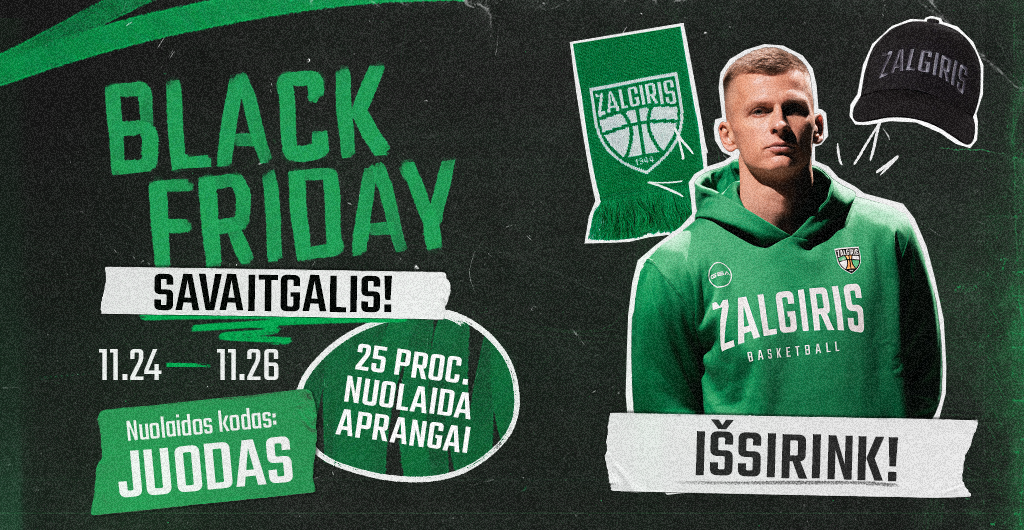 BLACK
FRIDAY
SAVAITGALIS!
11.24 — 11.26
25 PROC.
NUOLAIDA
APRANGAI
Nuolaidos kodas:
JUODAS
ŽALGIRIS
1944
ŽALGIRIS
ŽALGIRIS
BASKETBALL
IŠSIRINK!